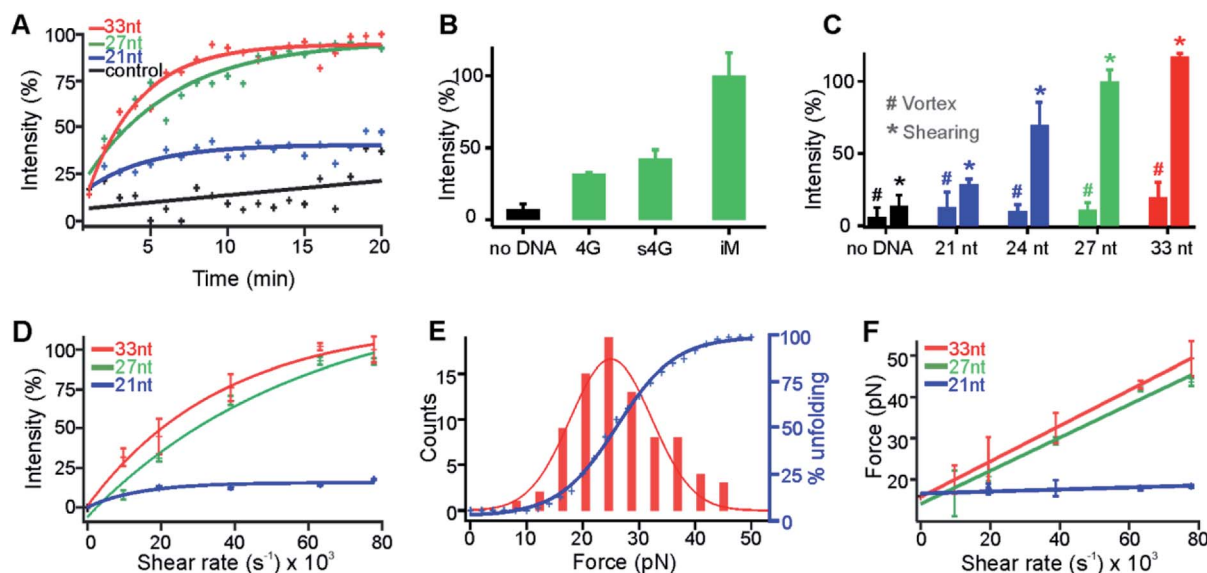 A
33nt
27nt
21nt
control
Intensity (%)
100
75
50
25
0
5
10
15
20
Time (min)
B
Intensity (%)
100
50
0
no DNA
4G
s4G
iM
C
Intensity (%)
100
50
0
# Vortex
* Shearing
#
*
#
*
#
*
#
*
#
*
no DNA
21 nt
24 nt
27 nt
33 nt
D
33nt
27nt
21nt
Intensity (%)
100
75
50
25
0
0
20
40
60
80
Shear rate (s⁻¹) x 10³
E
Counts
15
10
5
0
0
10
20
30
40
50
Force (pN)
100
75
50
25
0
% unfolding
F
33nt
27nt
21nt
Force (pN)
50
40
30
20
0
20
40
60
80
Shear rate (s⁻¹) x 10³